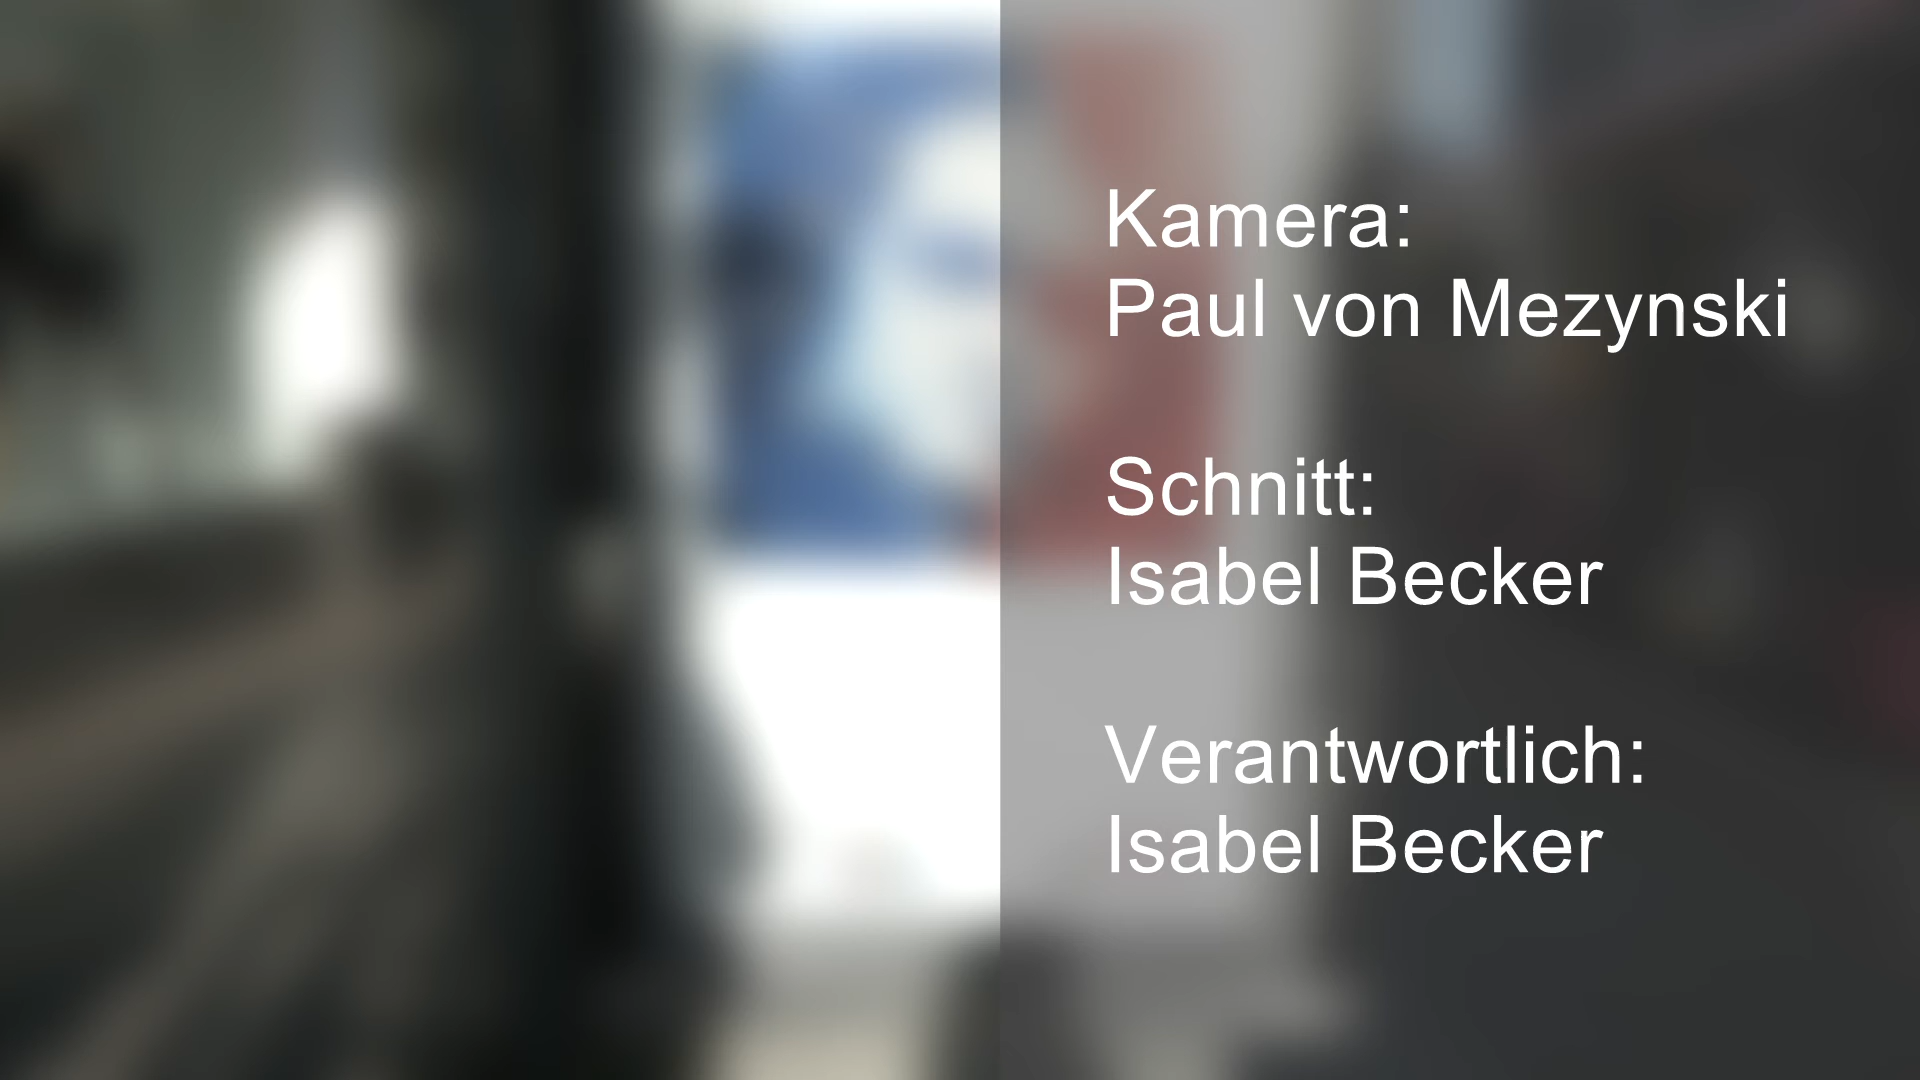 Kamera:
Paul von Mezynski
Schnitt:
Isabel Becker
Verantwortlich:
Isabel Becker